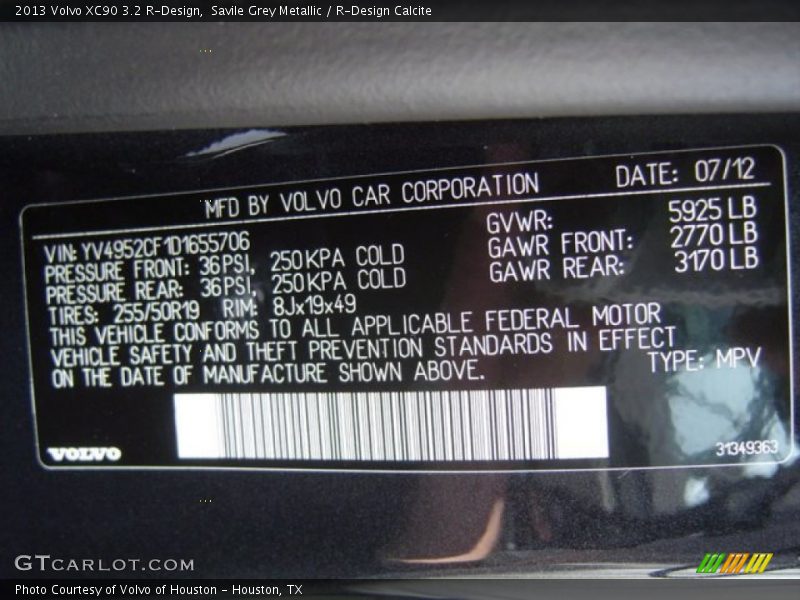 2013 Volvo XC90 3.2 R-Design, Savile Grey Metallic / R-Design Calcite
MFD BY VOLVO CAR CORPORATION DATE: 07/12
VIN: YV4952CF1D1655706 GVWR: 5925 LB
PRESSURE FRONT: 36PSI, 250KPA COLD GAWR FRONT: 2770 LB
PRESSURE REAR: 36PSI, 250KPA COLD GAWR REAR: 3170 LB
TIRES: 255/50R19 RIM: 8Jx19x49
THIS VEHICLE CONFORMS TO ALL APPLICABLE FEDERAL MOTOR
VEHICLE SAFETY AND THEFT PREVENTION STANDARDS IN EFFECT
ON THE DATE OF MANUFACTURE SHOWN ABOVE. TYPE: MPV
VOLVO 31349363
GTCARLOT.COM
Photo Courtesy of Volvo of Houston - Houston, TX